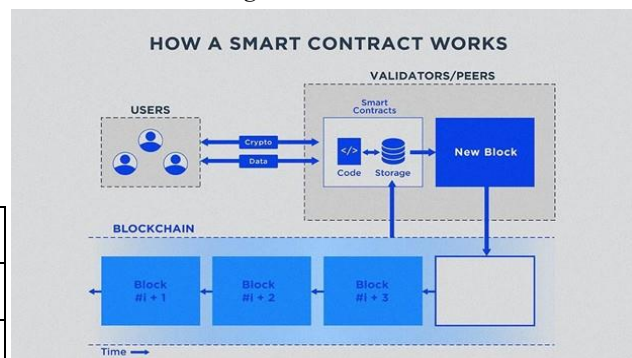 HOW A SMART CONTRACT WORKS
VALIDATORS/PEERS
USERS
Smart
Contracts
Crypto
Data
</>
Code
Storage
New Block
BLOCKCHAIN
Block
#i + 1
Block
#i + 2
Block
#i + 3
Time